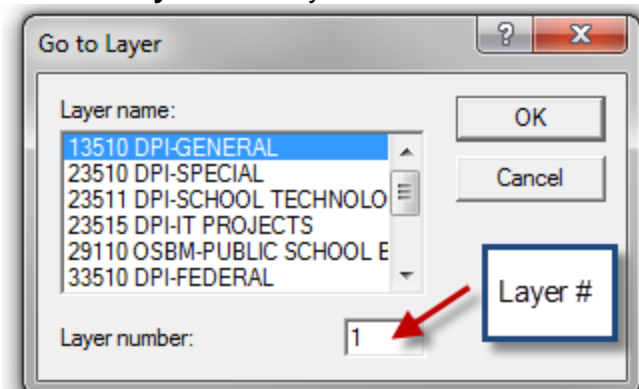 Go to Layer
Layer name:
OK
13510 DPI-GENERAL
23510 DPI-SPECIAL
Cancel
23511 DPI-SCHOOL TECHNOLO
23515 DPI-IT PROJECTS
29110 OSBM-PUBLIC SCHOOL E
33510 DPI-FEDERAL
Layer #
Layer number:
1